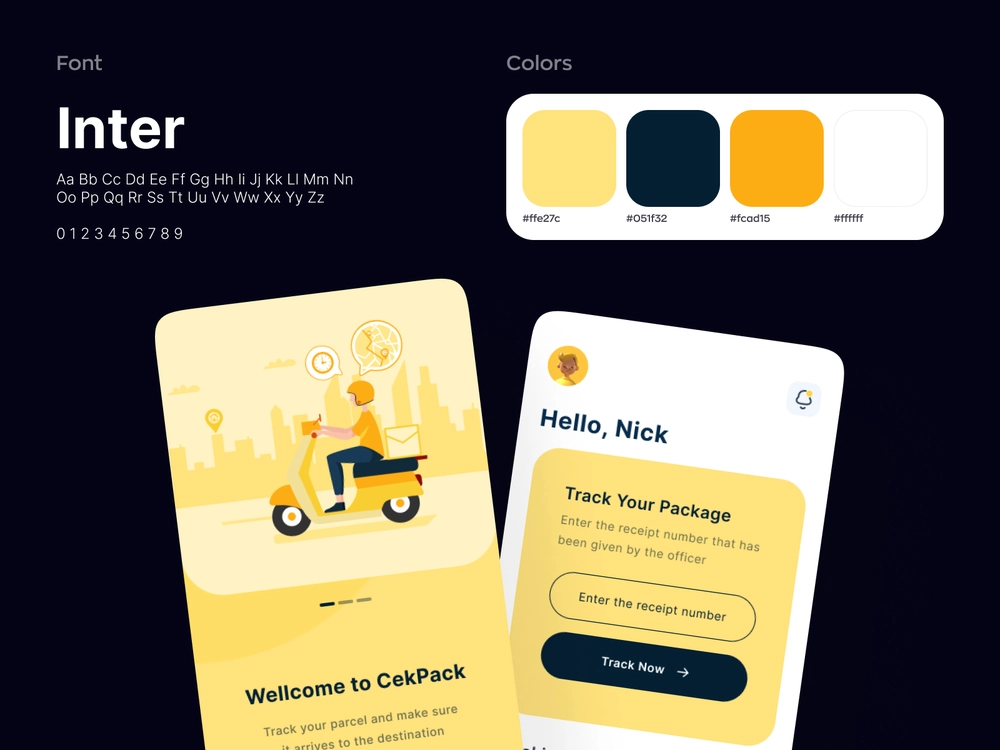 Font
Inter
Aa Bb Cc Dd Ee Ff Gg Hh Ii Jj Kk Ll Mm Nn
Oo Pp Qq Rr Ss Tt Uu Vv Ww Xx Yy Zz
0 1 2 3 4 5 6 7 8 9
Colors
#ffe27c
#051f32
#fcad15
#ffffff
Wellcome to CekPack
Track your parcel and make sure
it arrives to the destination
Hello, Nick
Track Your Package
Enter the receipt number that has
been given by the officer
Enter the receipt number
Track Now